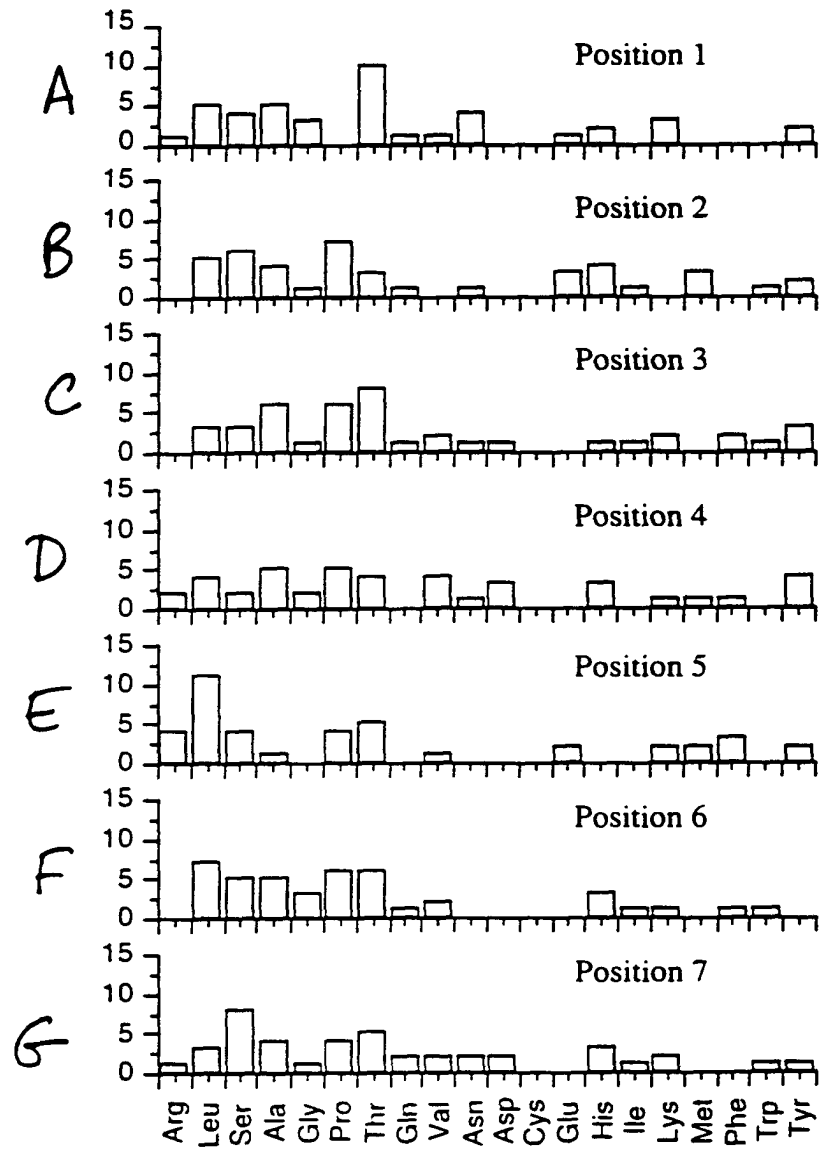 15
10
5
0
A
Position 1
15
10
5
0
B
Position 2
15
10
5
0
C
Position 3
15
10
5
0
D
Position 4
15
10
5
0
E
Position 5
15
10
5
0
F
Position 6
15
10
5
0
G
Position 7
Arg Leu Ser Ala Gly Pro Thr Gln Val Asn Asp Cys Glu His Ile Lys Met Phe Trp Tyr